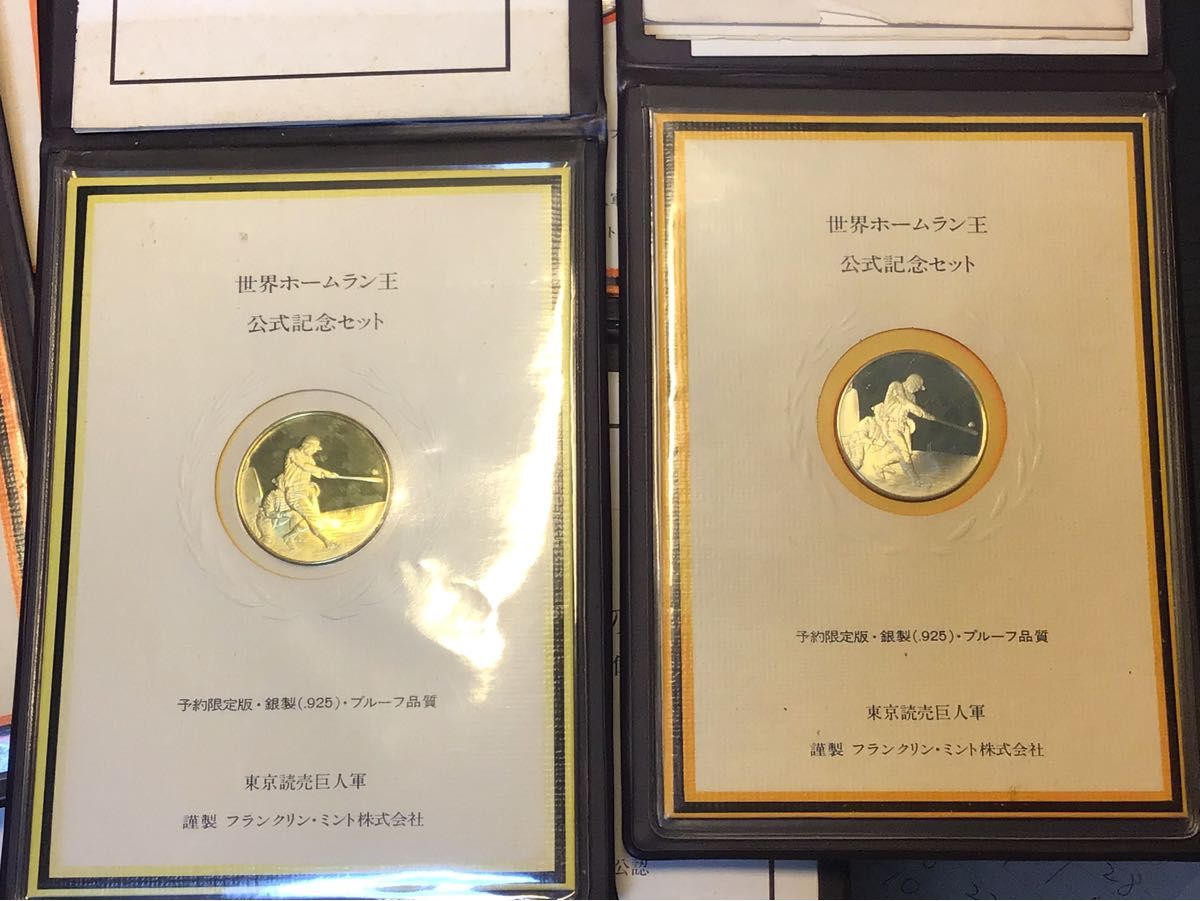 世界ホームラン王
公式記念セット
予約限定版・銀製(.925)・プルーフ品質
東京読売巨人軍
謹製 フランクリン・ミント株式会社
世界ホームラン王
公式記念セット
予約限定版・銀製(.925)・プルーフ品質
東京読売巨人軍
謹製 フランクリン・ミント株式会社
公認